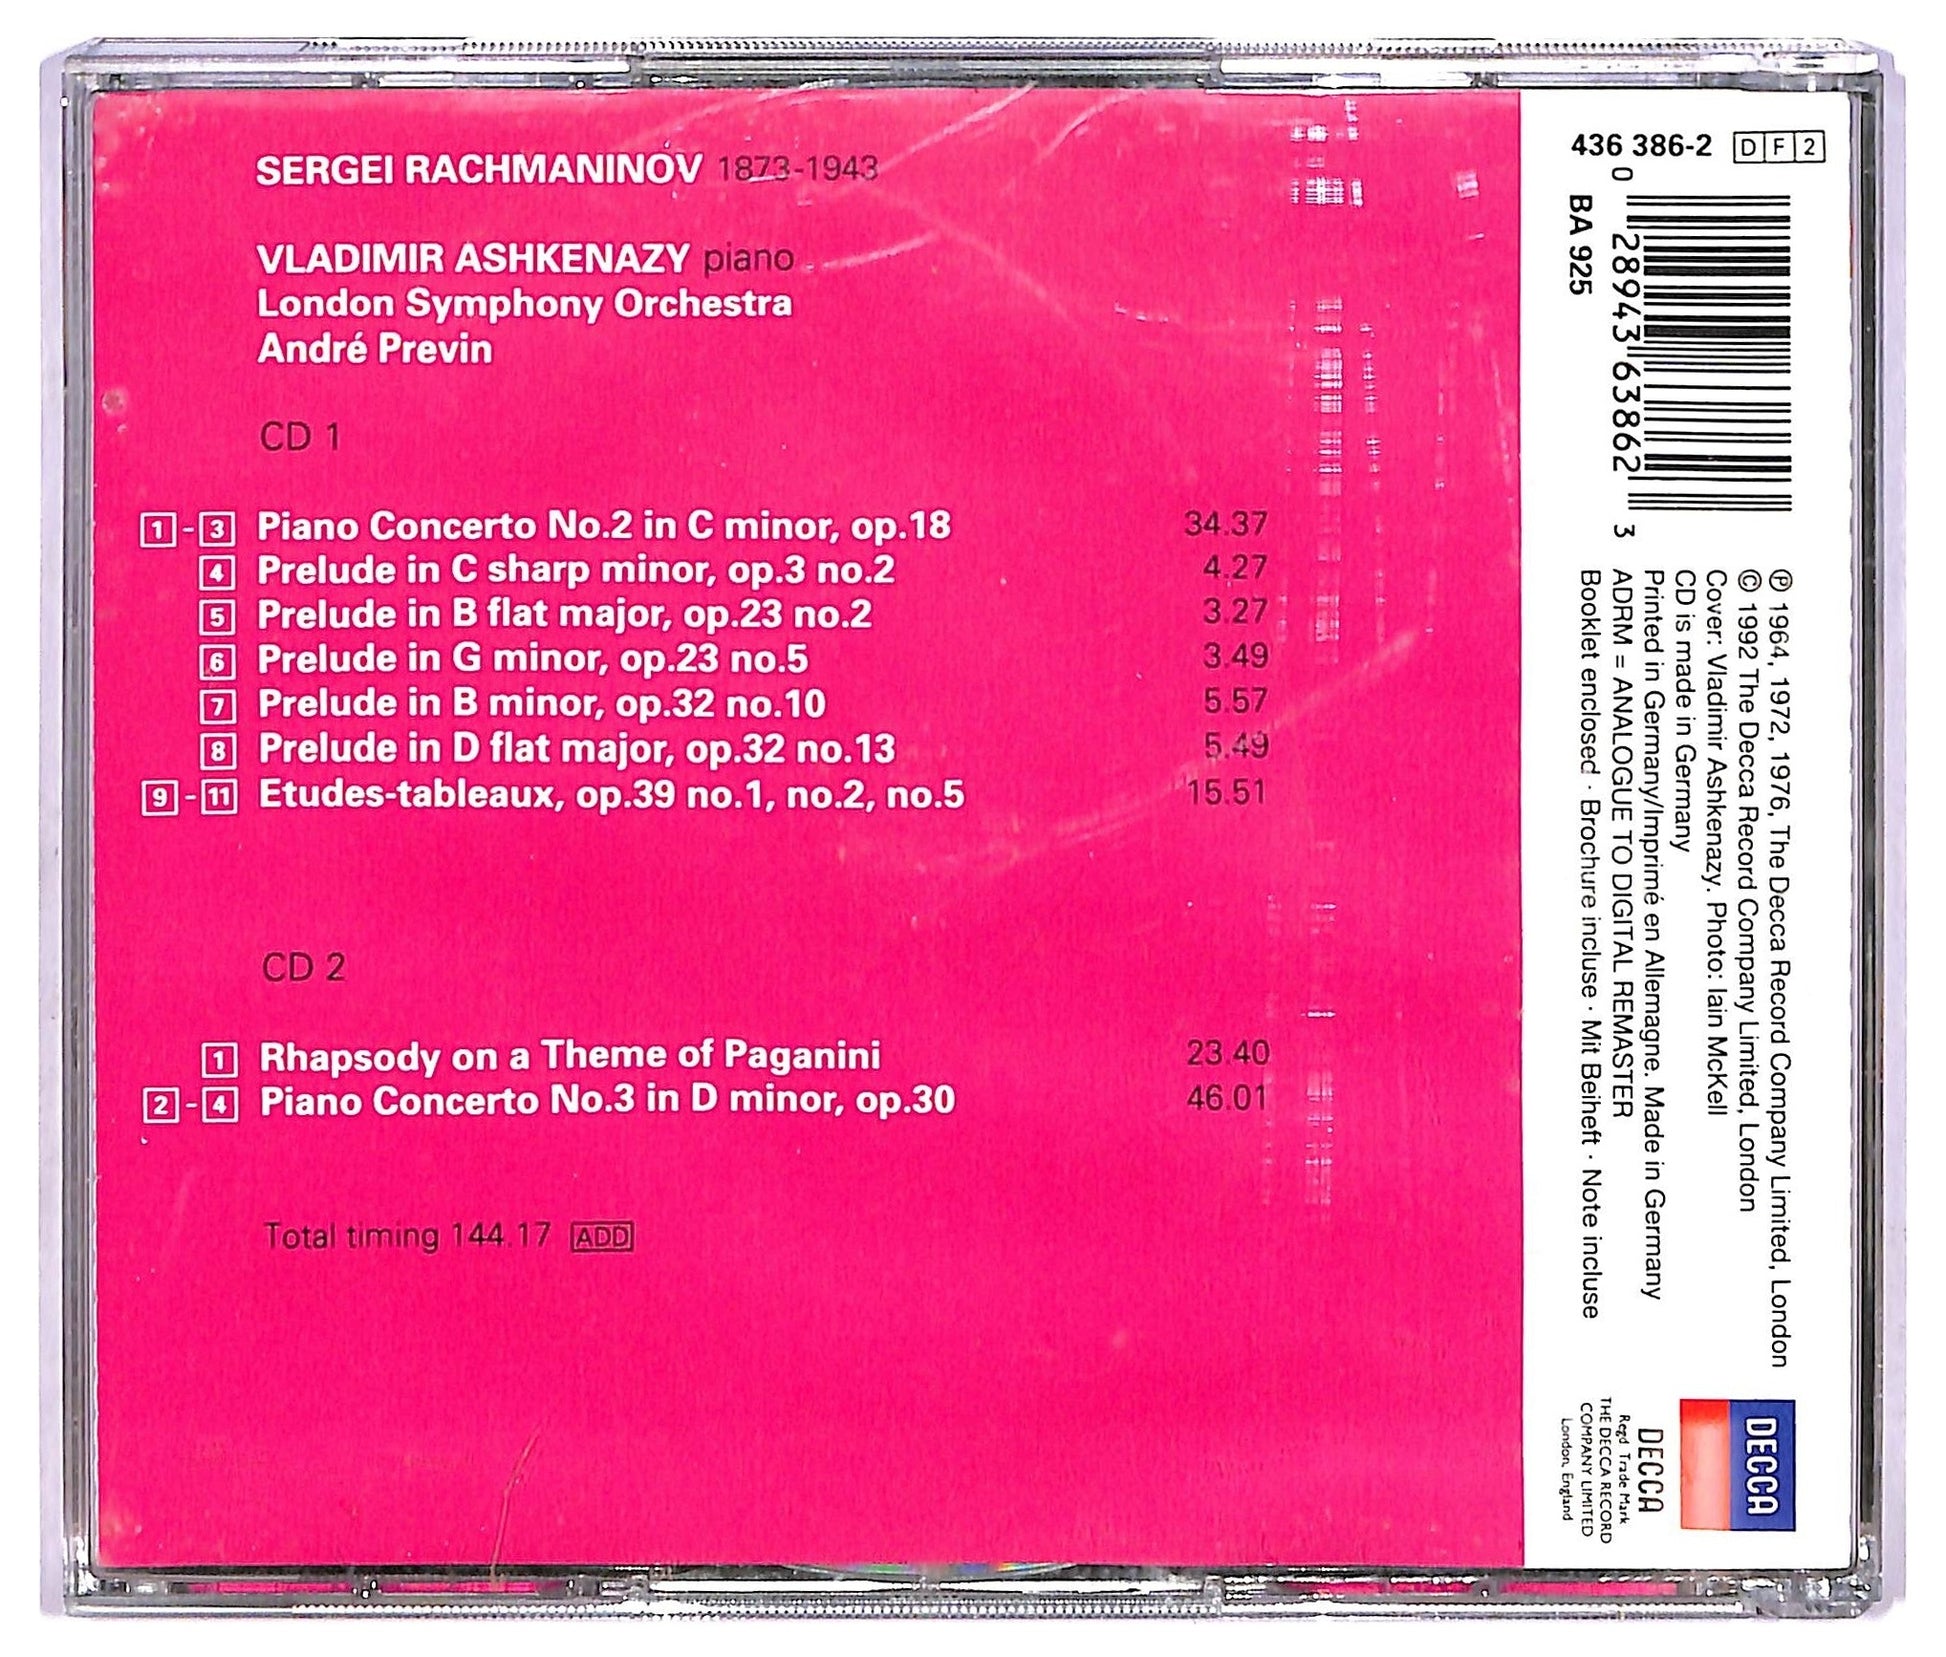 SERGEI RACHMANINOV 1873-1943
VLADIMIR ASHKENAZY piano
London Symphony Orchestra
André Previn
CD 1
1 - 3 Piano Concerto No.2 in C minor, op.18 34.37
4 Prelude in C sharp minor, op.3 no.2 4.27
5 Prelude in B flat major, op.23 no.2 3.27
6 Prelude in G minor, op.23 no.5 3.49
7 Prelude in B minor, op.32 no.10 5.57
8 Prelude in D flat major, op.32 no.13 5.49
9 - 11 Etudes-tableaux, op.39 no.1, no.2, no.5 15.51
CD 2
1 Rhapsody on a Theme of Paganini 23.40
2 - 4 Piano Concerto No.3 in D minor, op.30 46.01
Total timing 144.17 ADD
436 386-2 D F 2
0 28943 63862 3
BA 925
℗ 1964, 1972, 1976, The Decca Record Company Limited, London
© 1992 The Decca Record Company Limited, London
Cover: Vladimir Ashkenazy. Photo: Iain McKell
CD is made in Germany
Printed in Germany/Imprimé en Allemagne. Made in Germany
ADRM = ANALOGUE TO DIGITAL REMASTER
Booklet enclosed · Brochure incluse · Mit Beiheft · Note incluse
DECCA
DECCA
Regd Trade Mark
THE DECCA RECORD
COMPANY LIMITED
London, England